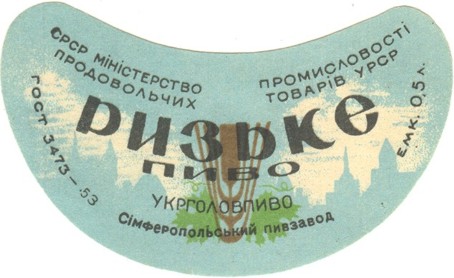 СРСР МІНІСТЕРСТВО
ПРОДОВОЛЬЧИХ
ПРОМИСЛОВОСТІ
ТОВАРІВ УРСР
ГОСТ 3473-53
РИЗЬКЕ
ПИВО
ЕМК. 0,5 л.
УКРГОЛОВПИВО
Сімферопольський пивзавод